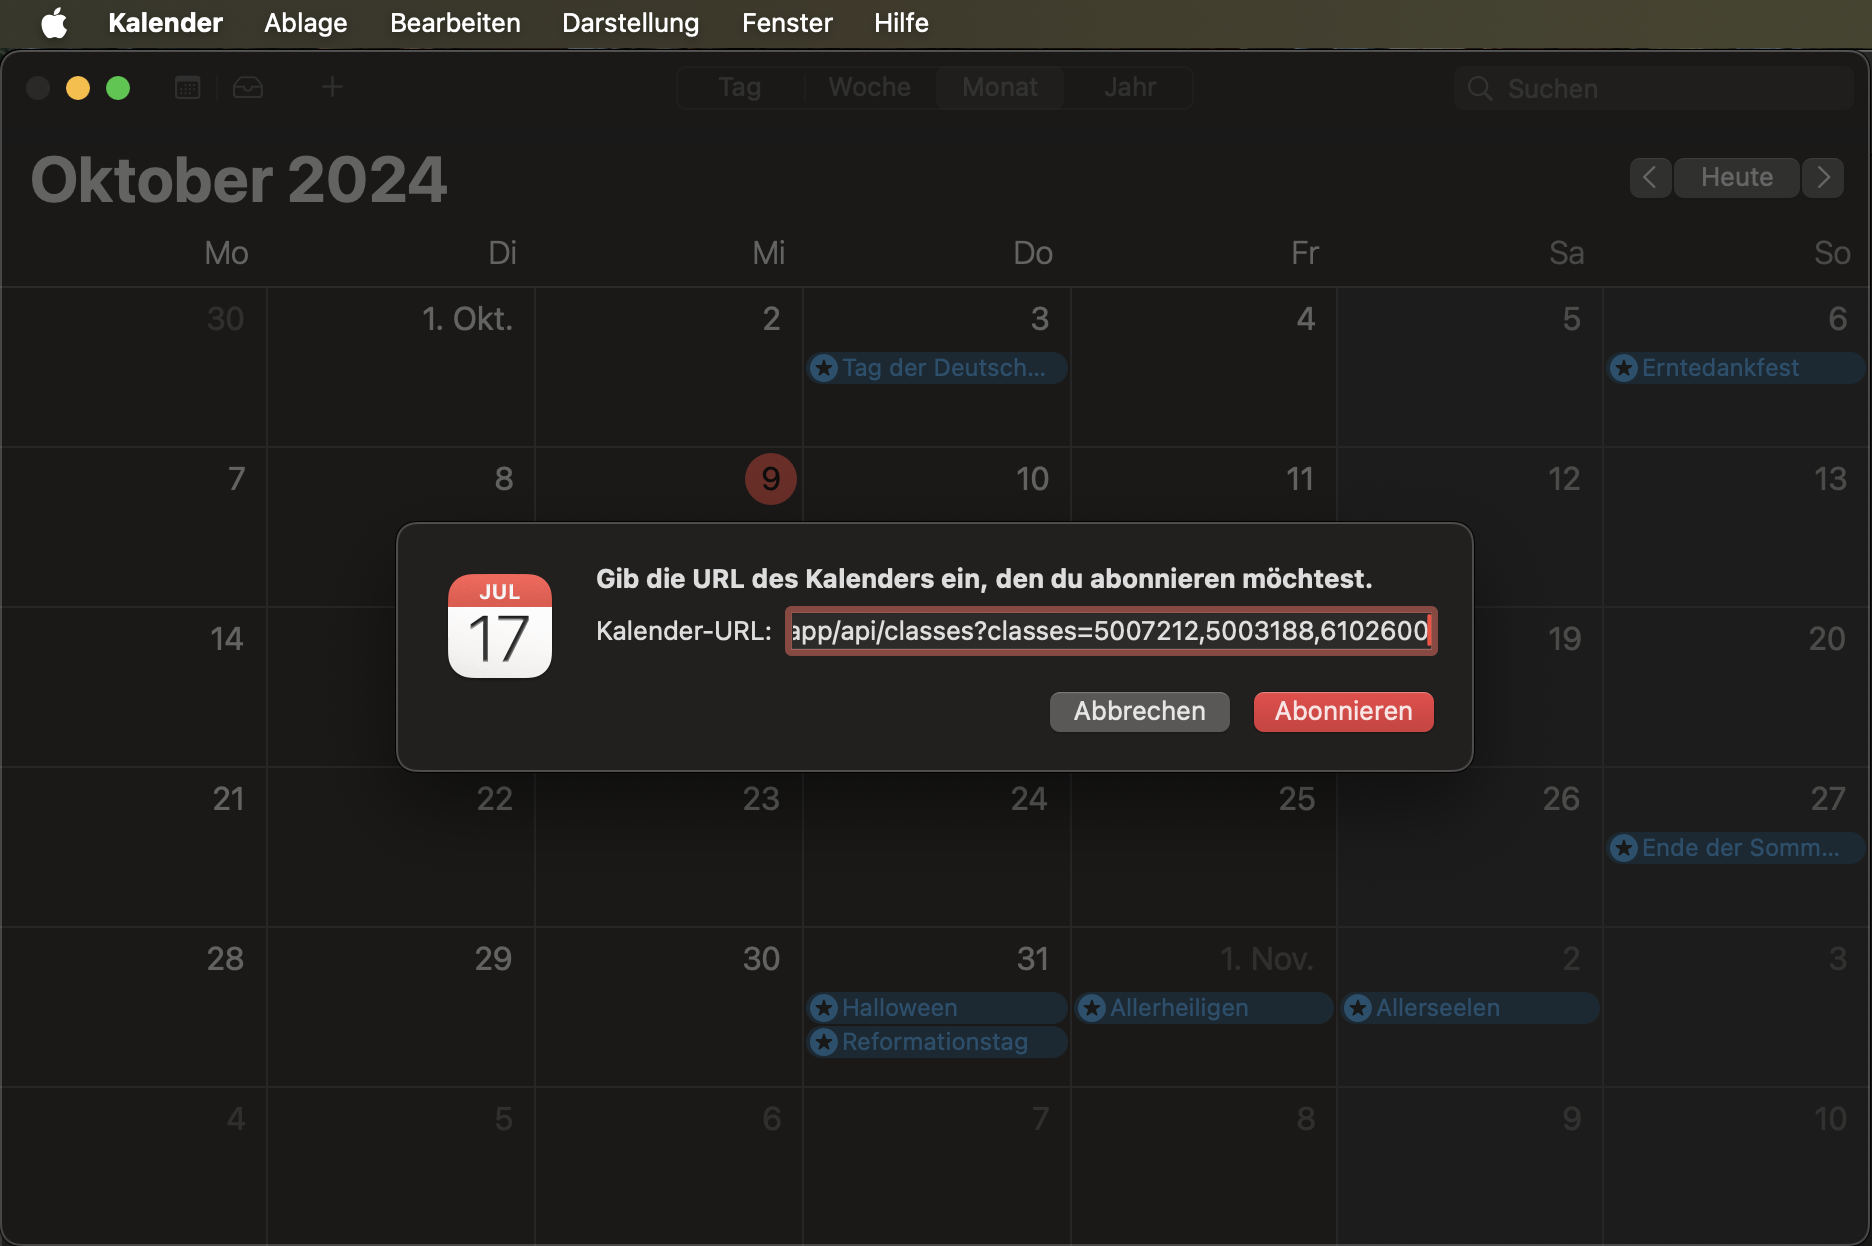 Kalender Ablage Bearbeiten Darstellung Fenster Hilfe
Tag Woche Monat Jahr Suchen
Oktober 2024 Heute
Mo Di Mi Do Fr Sa So
30 1. Okt. 2 3 4 5 6
Tag der Deutsch... Erntedankfest
7 8 9 10 11 12 13
JUL
17
Gib die URL des Kalenders ein, den du abonnieren möchtest.
Kalender-URL: app/api/classes?classes=5007212,5003188,6102600
Abbrechen Abonnieren
14 19 20
21 22 23 24 25 26 27
Ende der Somm...
28 29 30 31 1. Nov. 2 3
Halloween Allerheiligen Allerseelen
Reformationstag
4 5 6 7 8 9 10